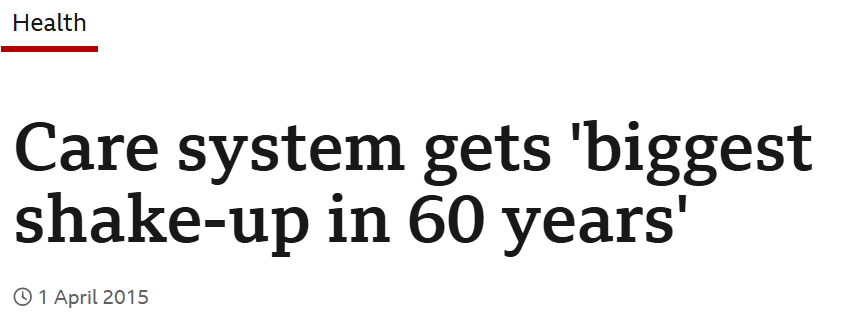 Health
Care system gets 'biggest
shake-up in 60 years'
1 April 2015